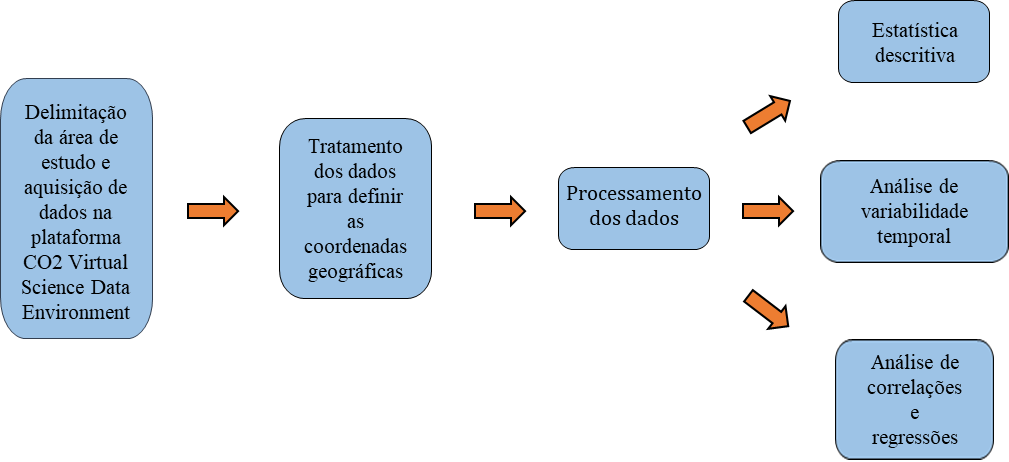 Delimitação
da área de
estudo e
aquisição de
dados na
plataforma
CO2 Virtual
Science Data
Environment
Tratamento
dos dados
para definir
as
coordenadas
geográficas
Processamento
dos dados
Estatística
descritiva
Análise de
variabilidade
temporal
Análise de
correlações
e
regressões